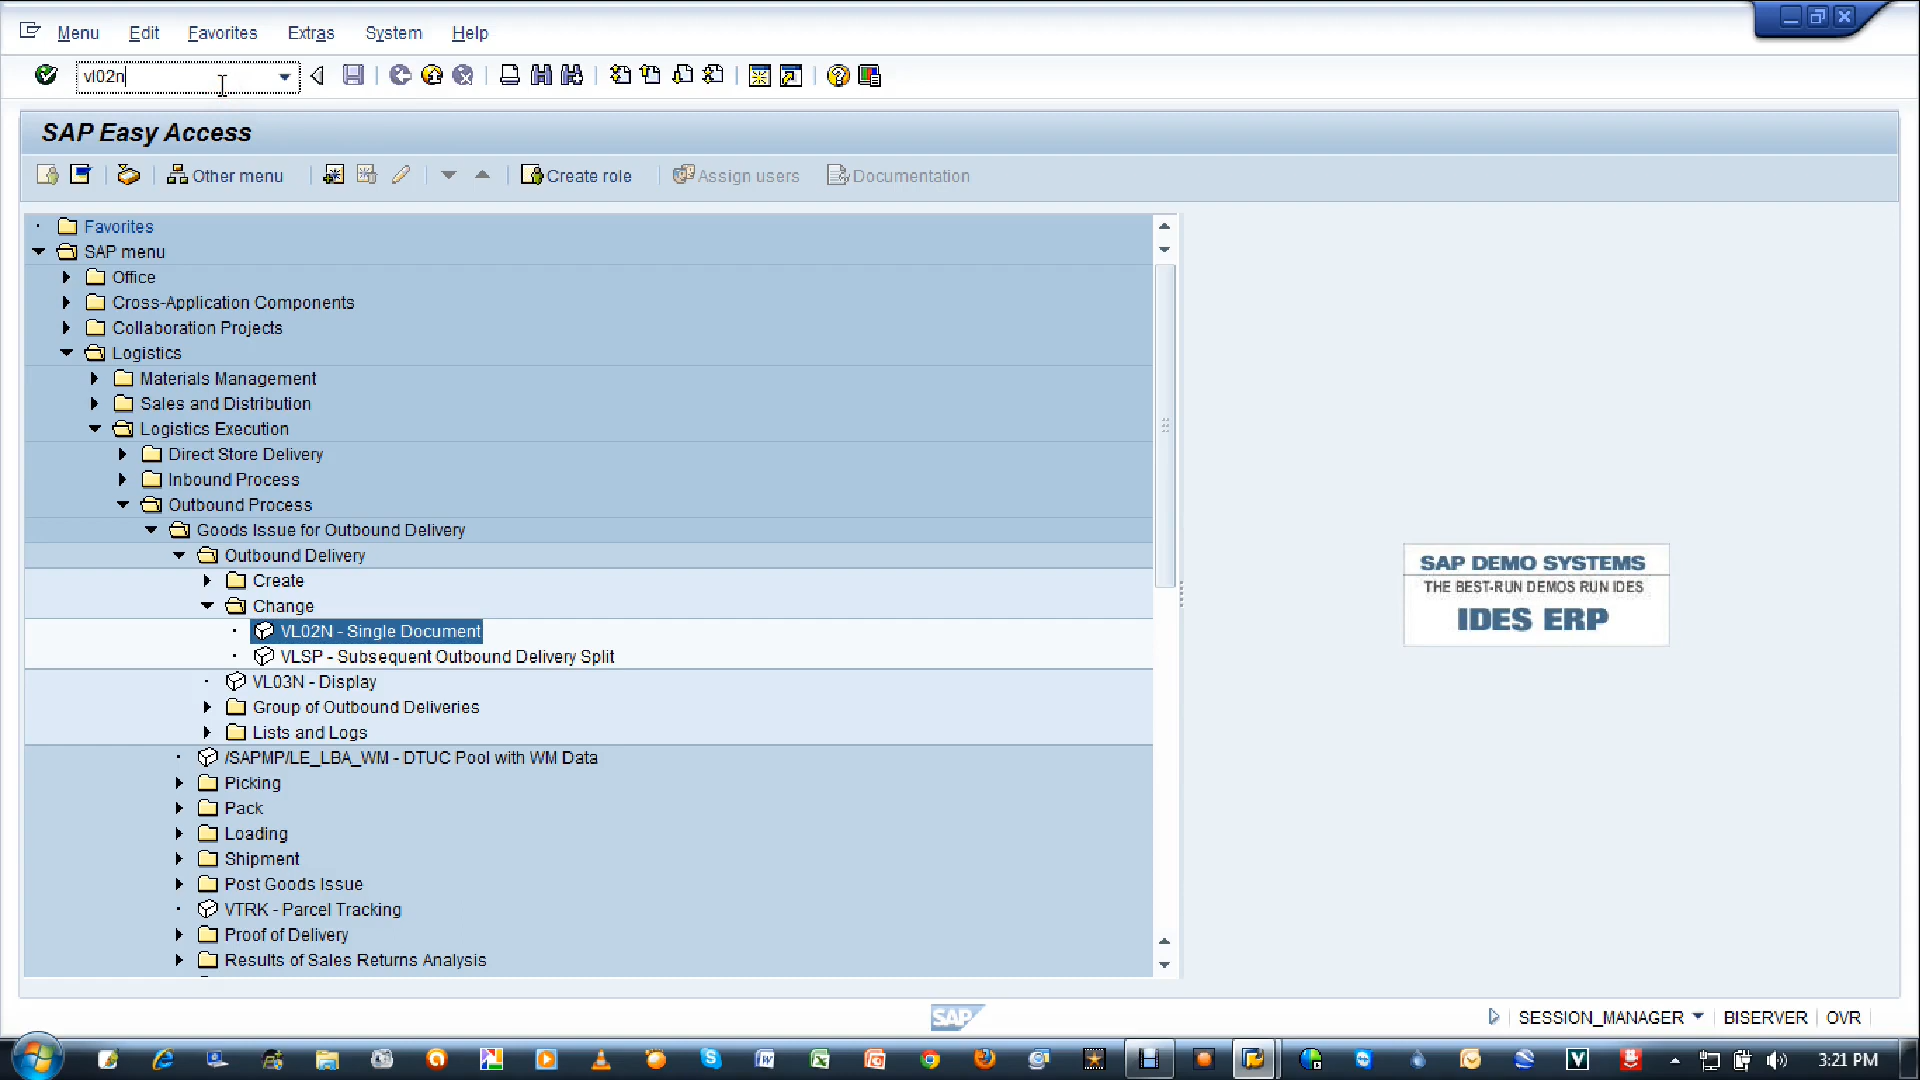 Menu Edit Favorites Extras System Help
vl02n
SAP Easy Access
Other menu Create role Assign users Documentation
Favorites
SAP menu
Office
Cross-Application Components
Collaboration Projects
Logistics
Materials Management
Sales and Distribution
Logistics Execution
Direct Store Delivery
Inbound Process
Outbound Process
Goods Issue for Outbound Delivery
Outbound Delivery
Create
Change
VL02N - Single Document
VLSP - Subsequent Outbound Delivery Split
VL03N - Display
Group of Outbound Deliveries
Lists and Logs
/SAPMP/LE_LBA_WM - DTUC Pool with WM Data
Picking
Pack
Loading
Shipment
Post Goods Issue
VTRK - Parcel Tracking
Proof of Delivery
Results of Sales Returns Analysis
SAP DEMO SYSTEMS
THE BEST-RUN DEMOS RUN IDES
IDES ERP
SAP
SESSION_MANAGER BISERVER OVR
3:21 PM